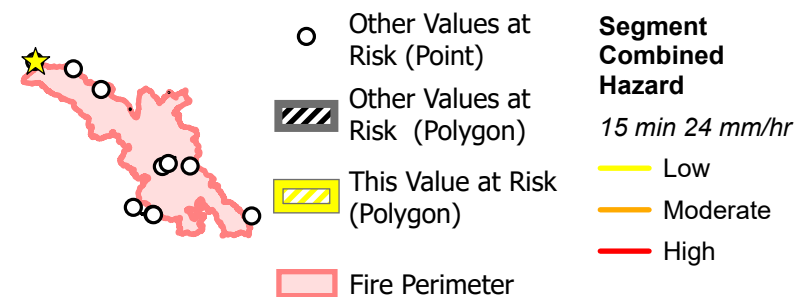 Other Values at
Risk (Point)
Other Values at
Risk (Polygon)
This Value at Risk
(Polygon)
Fire Perimeter
Segment
Combined
Hazard
15 min 24 mm/hr
Low
Moderate
High